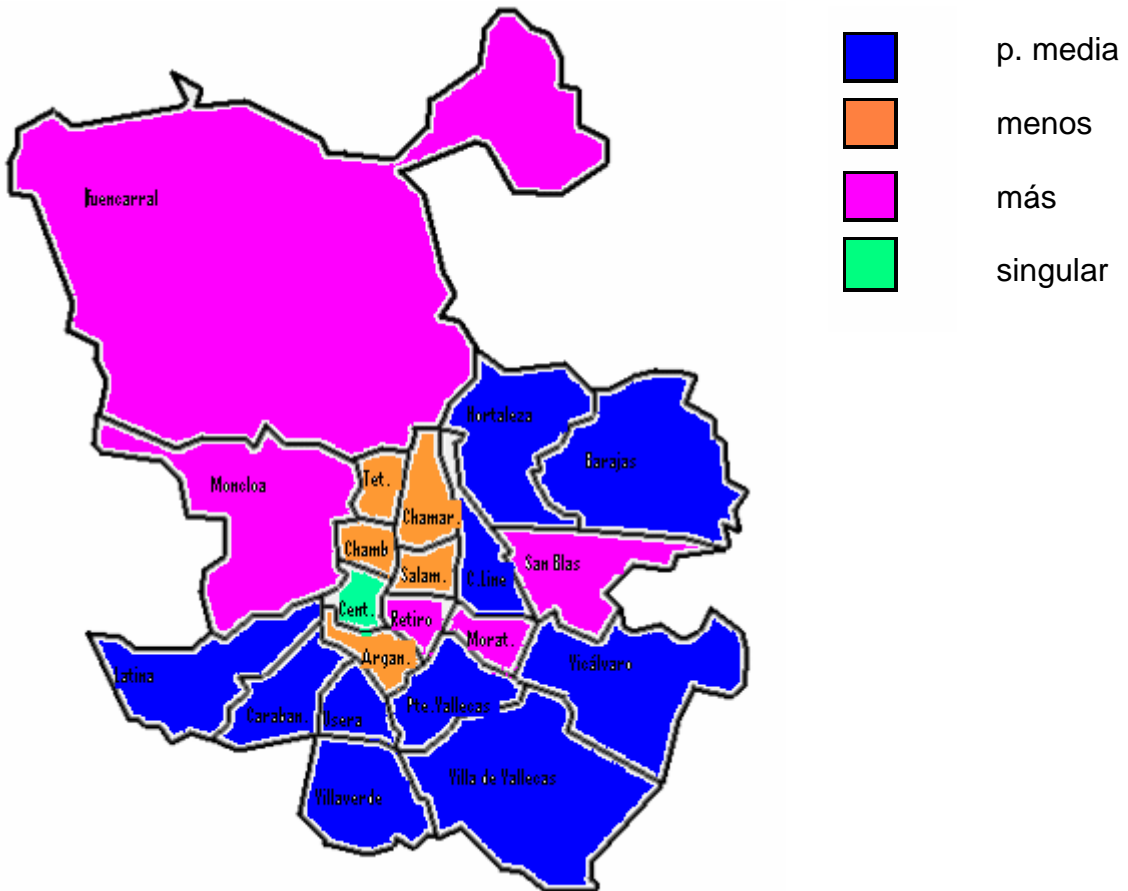 p. media
menos
más
singular
Fuencarral
Hortaleza
Barajas
Moncloa
Tet.
Chamar.
Chamb
San Blas
Salam.
C.Line
Cent.
Retiro
Morat.
Argan.
Vicálvaro
Latina
Caraban.
Usera
Pte.Vallecas
Villa de Vallecas
Villaverde